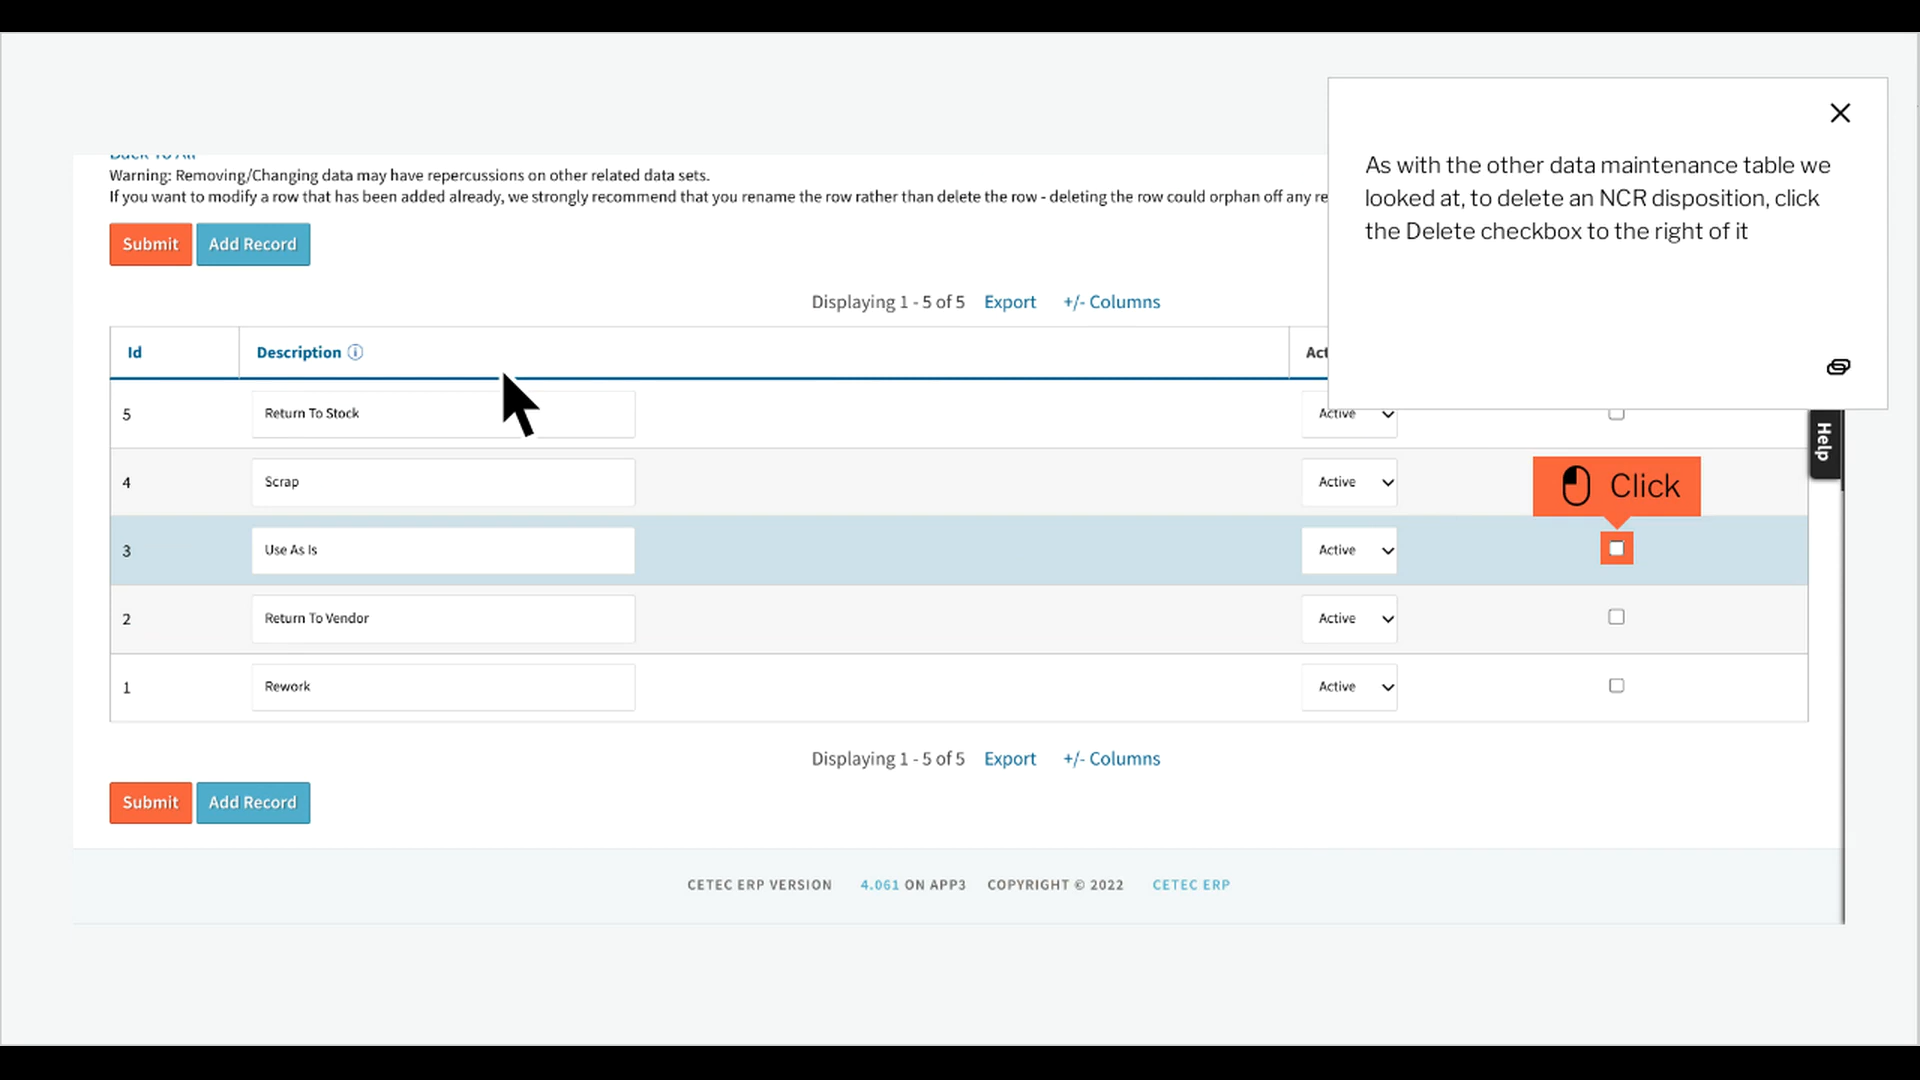 Back To All
Warning: Removing/Changing data may have repercussions on other related data sets.
If you want to modify a row that has been added already, we strongly recommend that you rename the row rather than delete the row - deleting the row could orphan off any re
As with the other data maintenance table we
looked at, to delete an NCR disposition, click
the Delete checkbox to the right of it
Submit Add Record
Displaying 1 - 5 of 5 Export +/- Columns
Id Description Act
5 Return To Stock Active
Help
4 Scrap Active
Click
3 Use As Is Active
2 Return To Vendor Active
1 Rework Active
Displaying 1 - 5 of 5 Export +/- Columns
Submit Add Record
CETEC ERP VERSION 4.061 ON APP3 COPYRIGHT © 2022 CETEC ERP